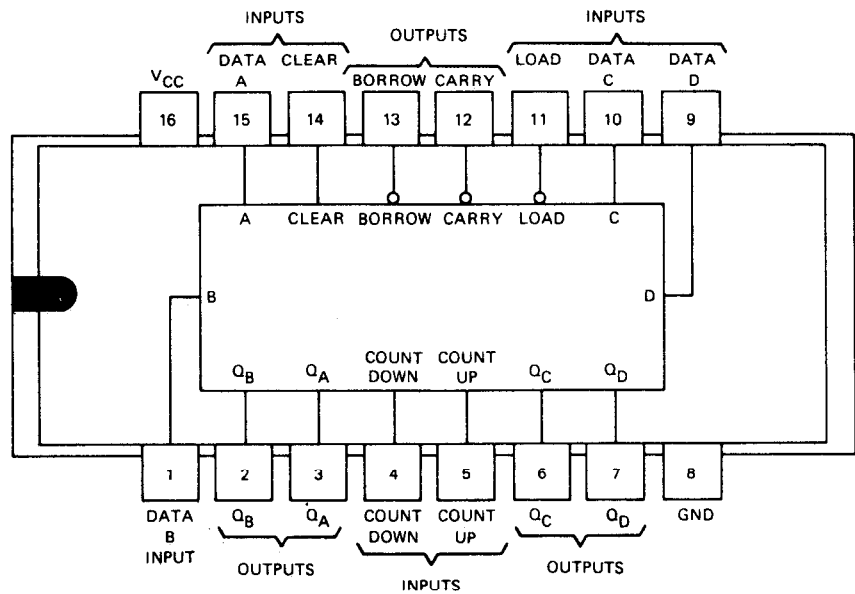 INPUTS
OUTPUTS
INPUTS
VCC
DATA A
CLEAR
BORROW
CARRY
LOAD
DATA C
DATA D
16
15
14
13
12
11
10
9
A
CLEAR
BORROW
CARRY
LOAD
C
B
D
QB
QA
COUNT DOWN
COUNT UP
QC
QD
1
2
3
4
5
6
7
8
DATA B INPUT
QB
QA
COUNT DOWN
COUNT UP
QC
QD
GND
OUTPUTS
INPUTS
OUTPUTS